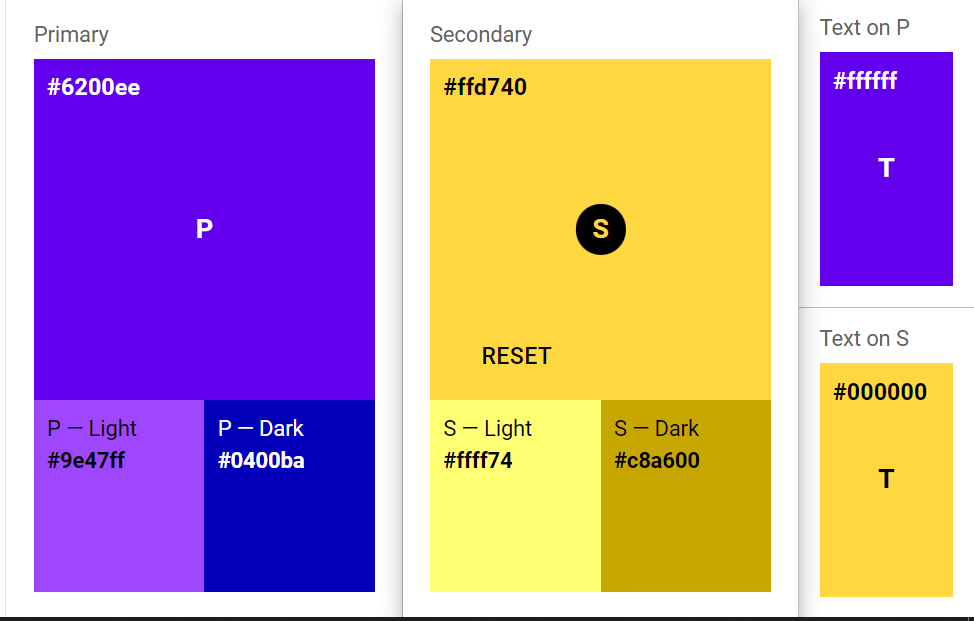 Primary
#6200ee
P
P — Light
#9e47ff
P — Dark
#0400ba
Secondary
#ffd740
S
RESET
S — Light
#ffff74
S — Dark
#c8a600
Text on P
#ffffff
T
Text on S
#000000
T